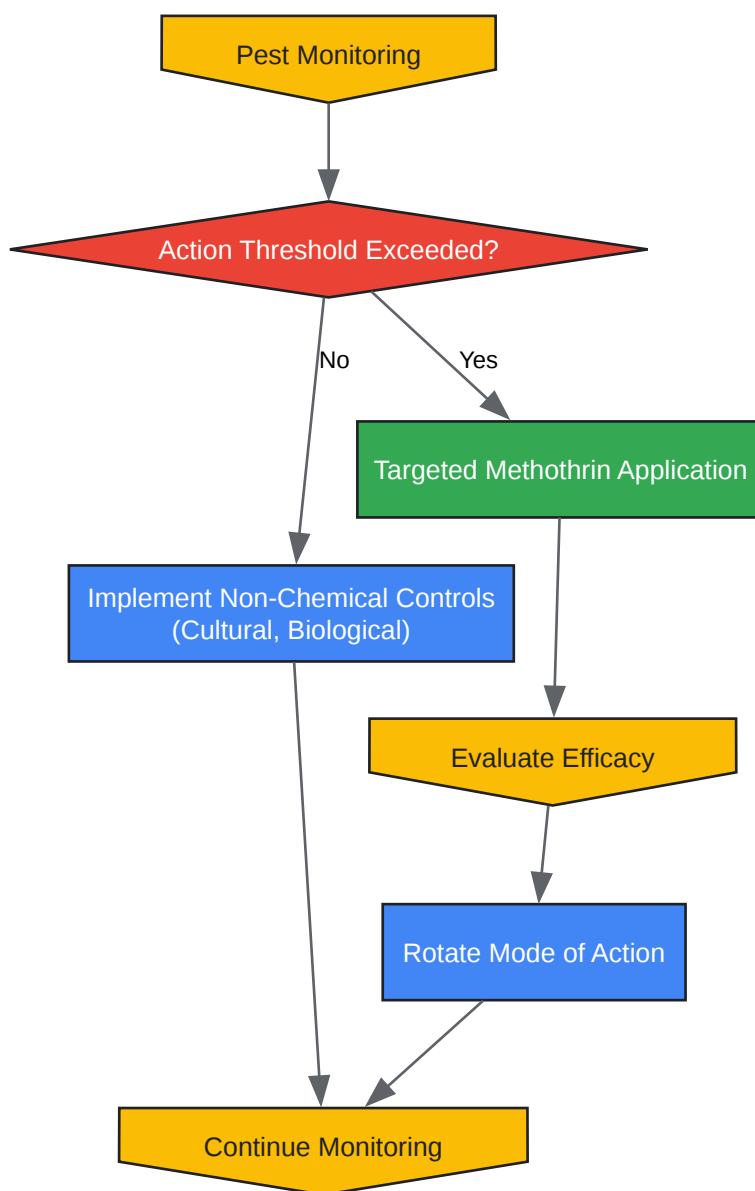 Pest Monitoring
Action Threshold Exceeded?
No
Yes
Targeted Methothrin Application
Implement Non-Chemical Controls
(Cultural, Biological)
Evaluate Efficacy
Rotate Mode of Action
Continue Monitoring